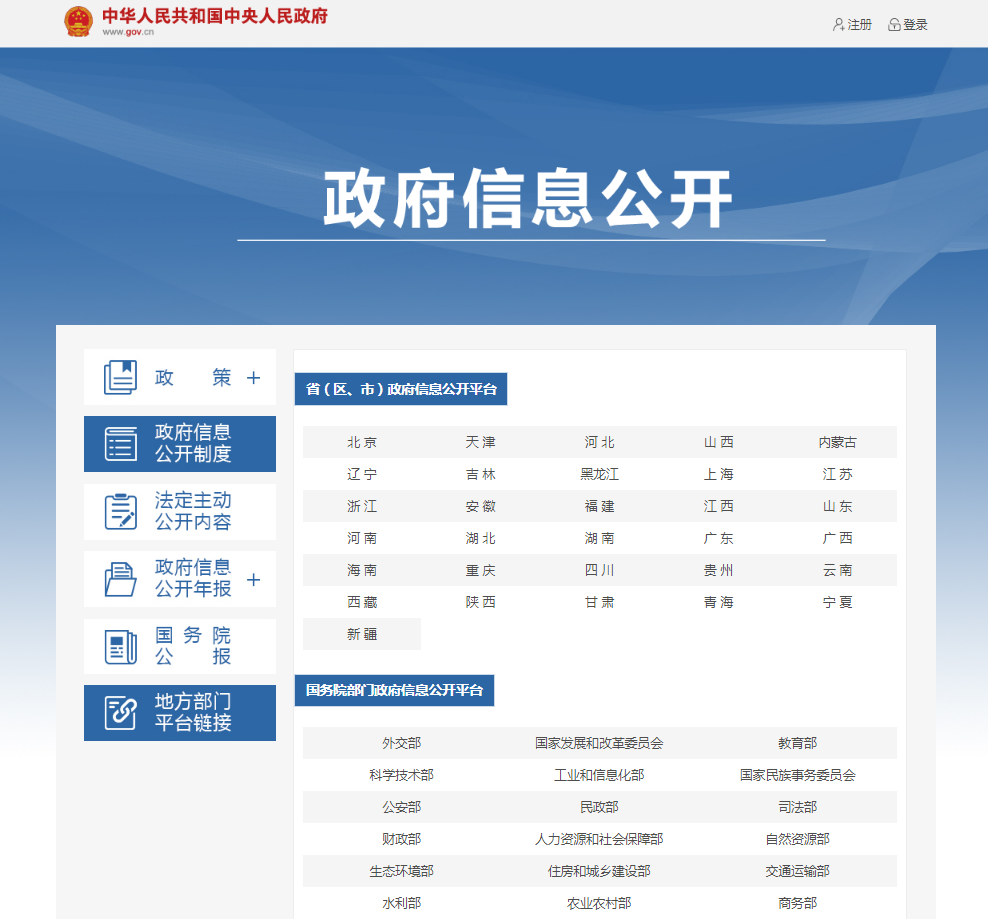 中华人民共和国中央人民政府
www.gov.cn
注册 登录
政府信息公开
政 策 +
政府信息
公开制度
法定主动
公开内容
政府信息
公开年报 +
国 务 院
公 报
地方部门
平台链接
省（区、市）政府信息公开平台
北 京 天 津 河 北 山 西 内蒙古
辽 宁 吉 林 黑龙江 上 海 江 苏
浙 江 安 徽 福 建 江 西 山 东
河 南 湖 北 湖 南 广 东 广 西
海 南 重 庆 四 川 贵 州 云 南
西 藏 陕 西 甘 肃 青 海 宁 夏
新 疆
国务院部门政府信息公开平台
外交部 国家发展和改革委员会 教育部
科学技术部 工业和信息化部 国家民族事务委员会
公安部 民政部 司法部
财政部 人力资源和社会保障部 自然资源部
生态环境部 住房和城乡建设部 交通运输部
水利部 农业农村部 商务部